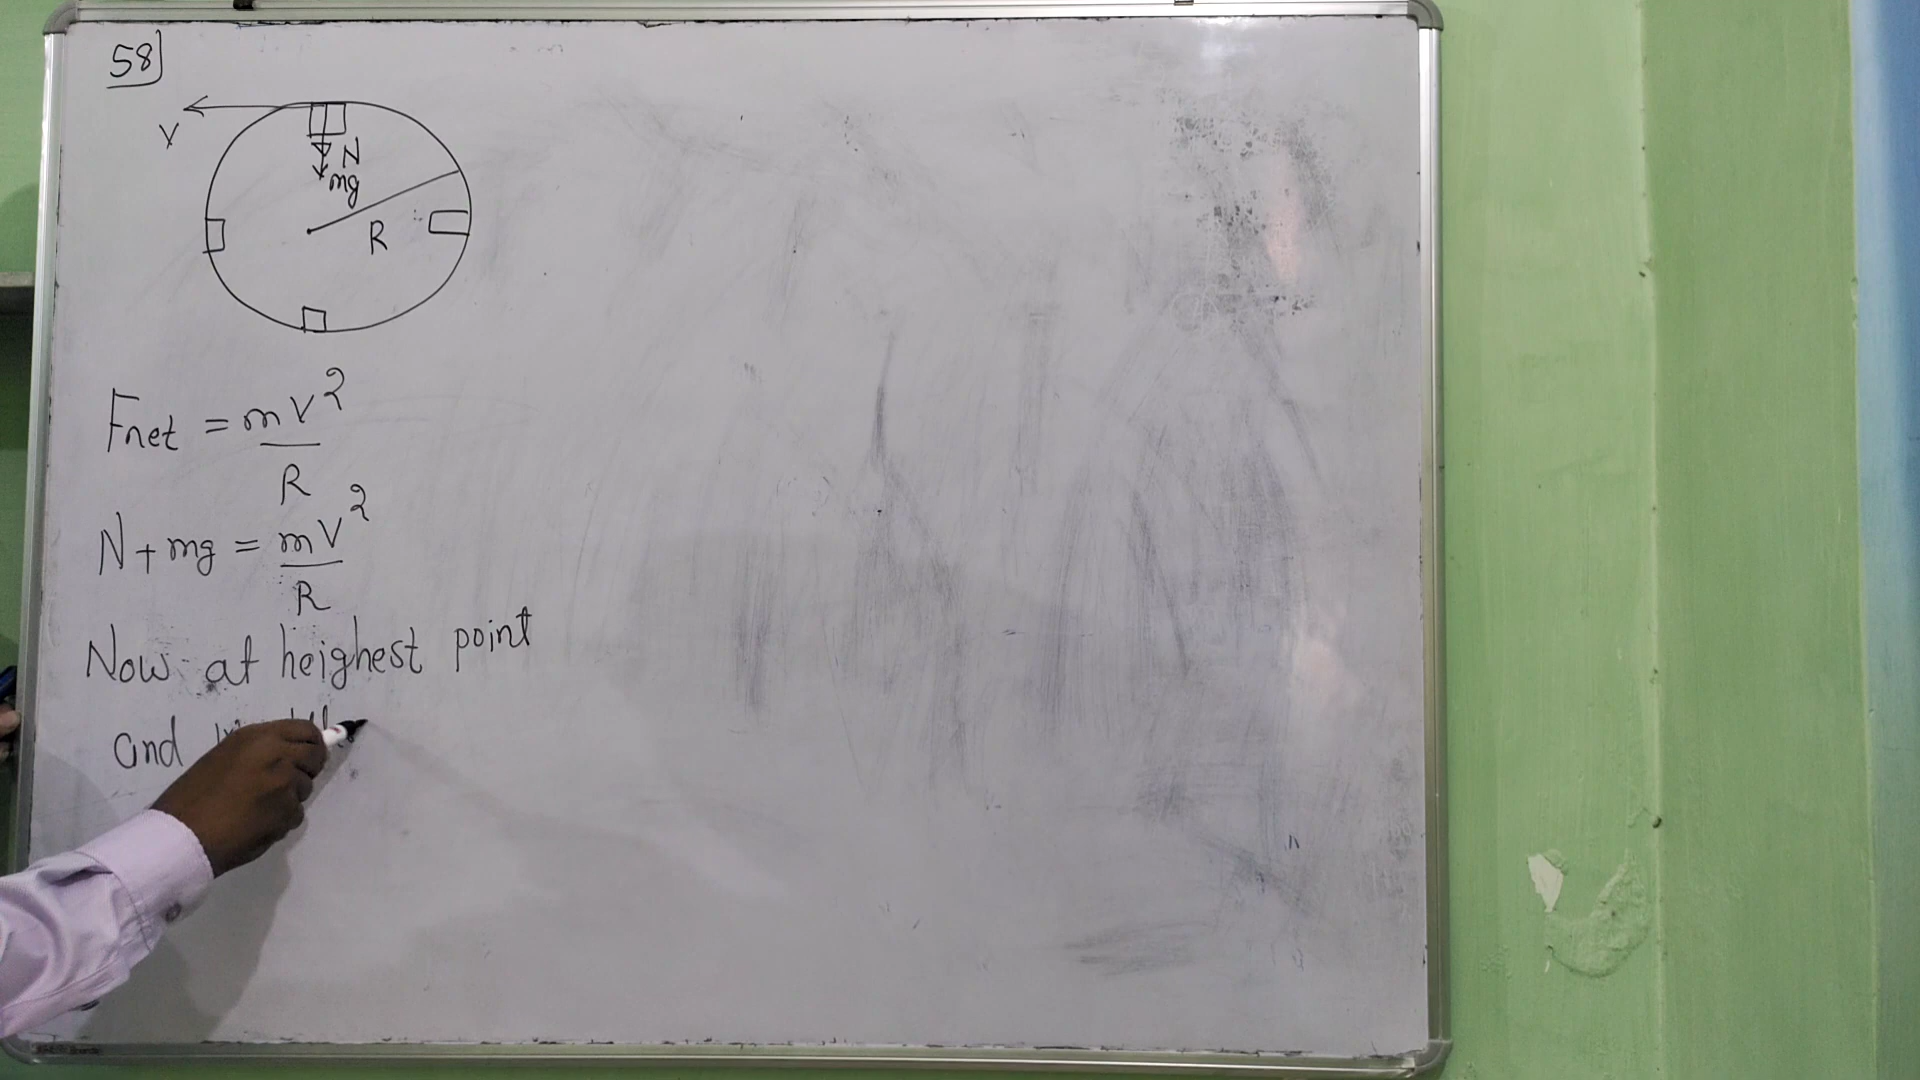 58
V
N
mg
R
Fnet = mV²
R
N + mg = mV²
R
Now at heighest point
and